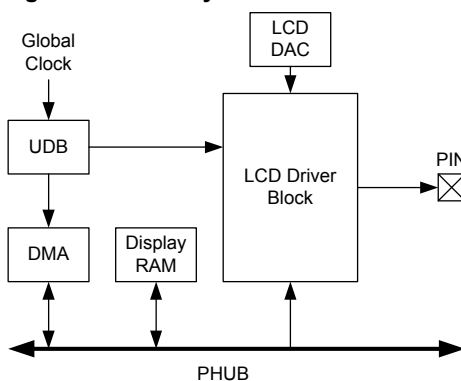 LCD
DAC
Global
Clock
UDB
LCD Driver
Block
PIN
DMA
Display
RAM
PHUB